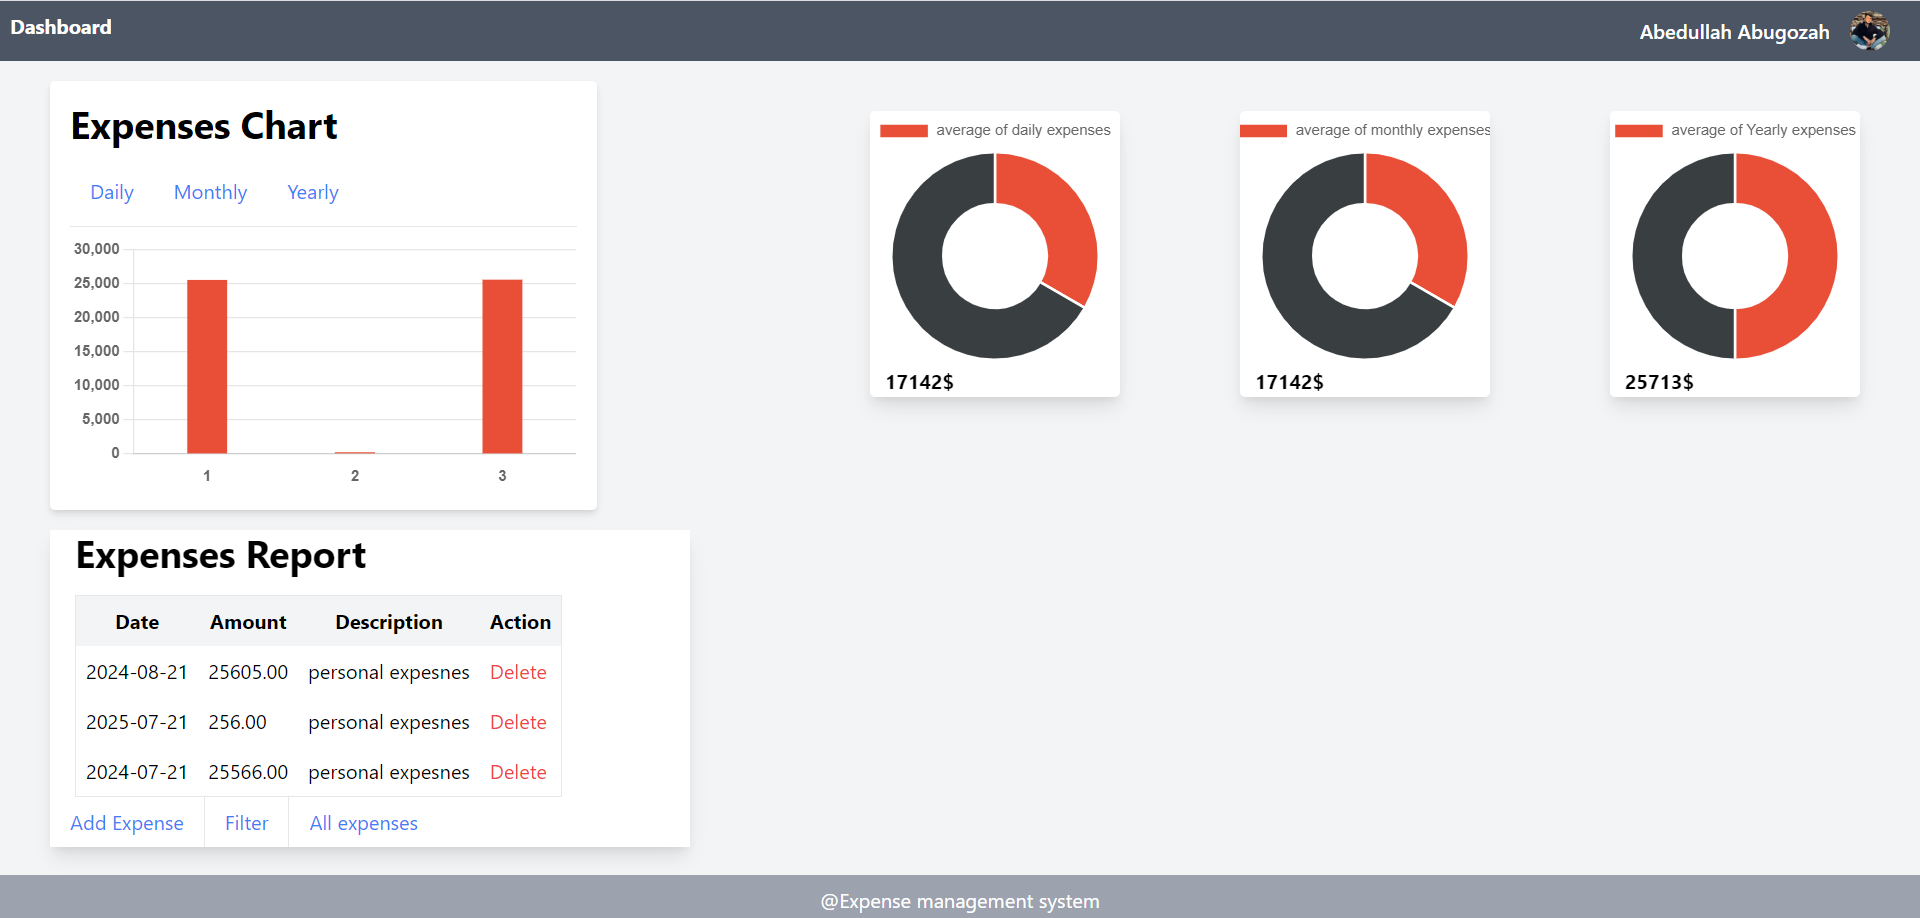 Dashboard
Abedullah Abugozah
Expenses Chart
Daily Monthly Yearly
30,000
25,000
20,000
15,000
10,000
5,000
0
1 2 3
average of daily expenses
17142$
average of monthly expenses
17142$
average of Yearly expenses
25713$
Expenses Report
Date Amount Description Action
2024-08-21 25605.00 personal expesnes Delete
2025-07-21 256.00 personal expesnes Delete
2024-07-21 25566.00 personal expesnes Delete
Add Expense Filter All expenses
@Expense management system